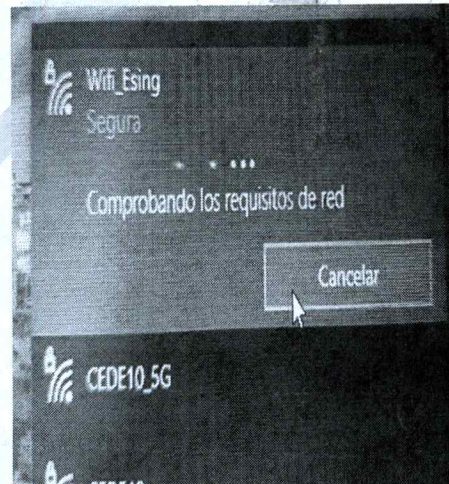 Wifi_Esing
Segura
Comprobando los requisitos de red
Cancelar
CEDE10_5G